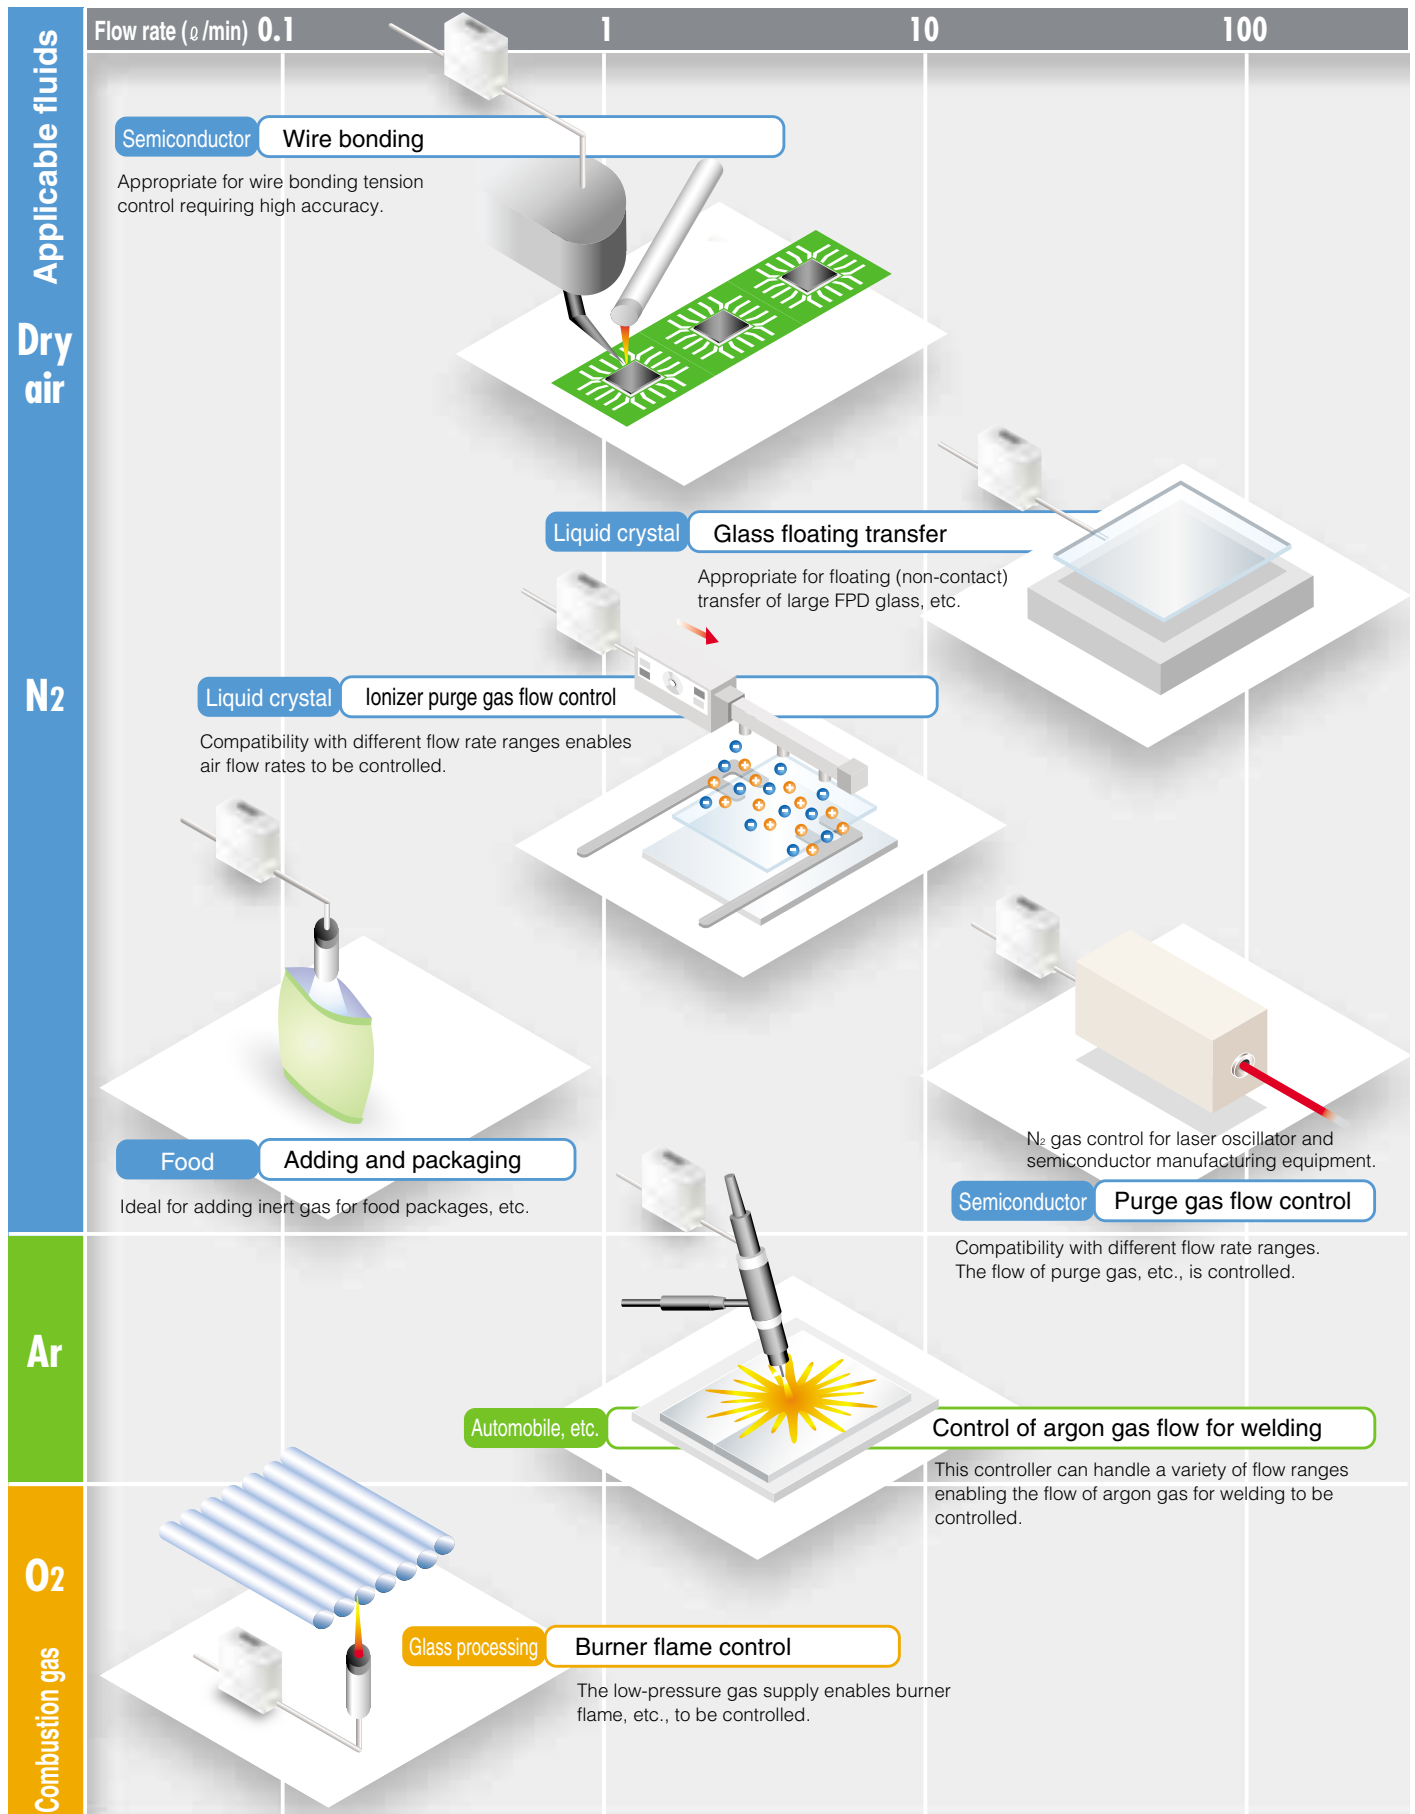 Flow rate (ℓ/min) 0.1 1 10 100
Applicable fluids
Semiconductor Wire bonding
Appropriate for wire bonding tension
control requiring high accuracy.
Dry
air
Liquid crystal Glass floating transfer
Appropriate for floating (non-contact)
transfer of large FPD glass, etc.
N2
Liquid crystal Ionizer purge gas flow control
Compatibility with different flow rate ranges enables
air flow rates to be controlled.
Food Adding and packaging
Ideal for adding inert gas for food packages, etc.
N2 gas control for laser oscillator and
semiconductor manufacturing equipment.
Semiconductor Purge gas flow control
Compatibility with different flow rate ranges.
The flow of purge gas, etc., is controlled.
Ar
Automobile, etc. Control of argon gas flow for welding
This controller can handle a variety of flow ranges
enabling the flow of argon gas for welding to be
controlled.
O2
Combustion gas
Glass processing Burner flame control
The low-pressure gas supply enables burner
flame, etc., to be controlled.